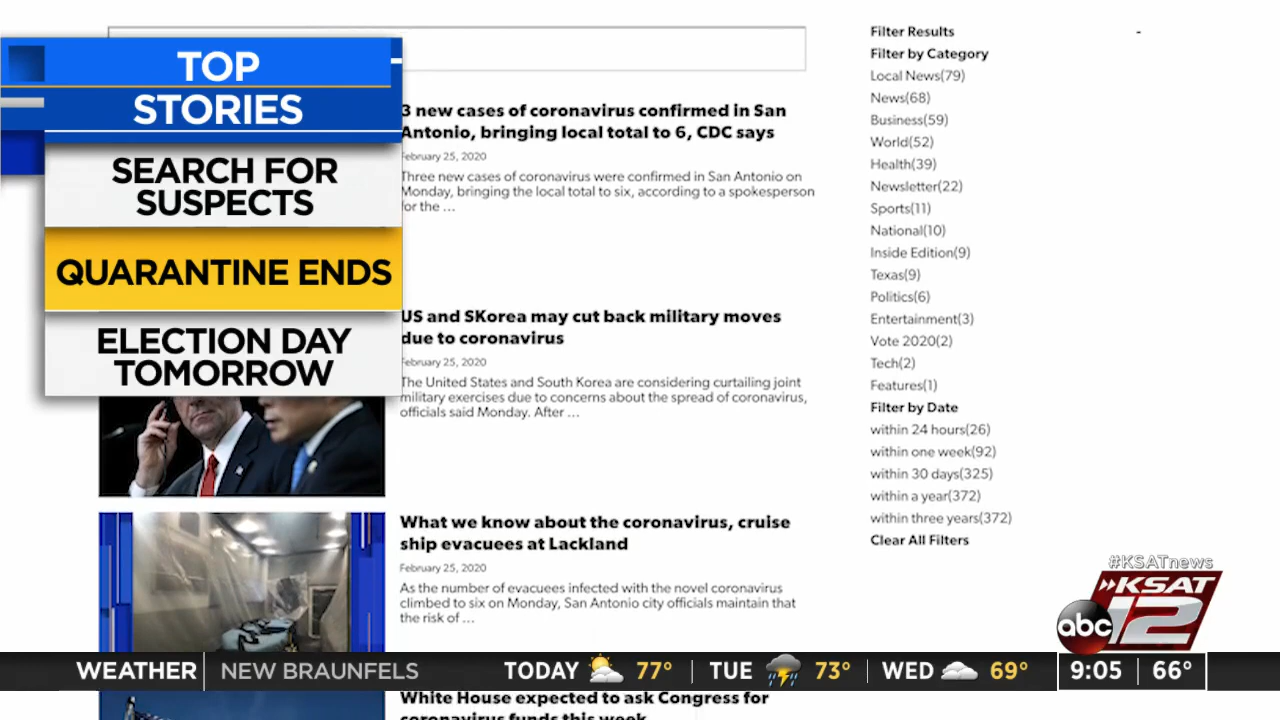 TOP
STORIES
SEARCH FOR
SUSPECTS
QUARANTINE ENDS
ELECTION DAY
TOMORROW
3 new cases of coronavirus confirmed in San
Antonio, bringing local total to 6, CDC says
February 25, 2020
Three new cases of coronavirus were confirmed in San Antonio on
Monday, bringing the local total to six, according to a spokesperson
for the ...
US and SKorea may cut back military moves
due to coronavirus
February 25, 2020
The United States and South Korea are considering curtailing joint
military exercises due to concerns about the spread of coronavirus,
officials said Monday. After ...
What we know about the coronavirus, cruise
ship evacuees at Lackland
February 25, 2020
As the number of evacuees infected with the novel coronavirus
climbed to six on Monday, San Antonio city officials maintain that
the risk of ...
White House expected to ask Congress for
coronavirus funds this week
Filter Results
-
Filter by Category
Local News(79)
News(68)
Business(59)
World(52)
Health(39)
Newsletter(22)
Sports(11)
National(10)
Inside Edition(9)
Texas(9)
Politics(6)
Entertainment(3)
Vote 2020(2)
Tech(2)
Features(1)
Filter by Date
within 24 hours(26)
within one week(92)
within 30 days(325)
within a year(372)
within three years(372)
Clear All Filters
#KSATnews
KSAT
abc 12
WEATHER NEW BRAUNFELS TODAY 77° TUE 73° WED 69° 9:05 66°